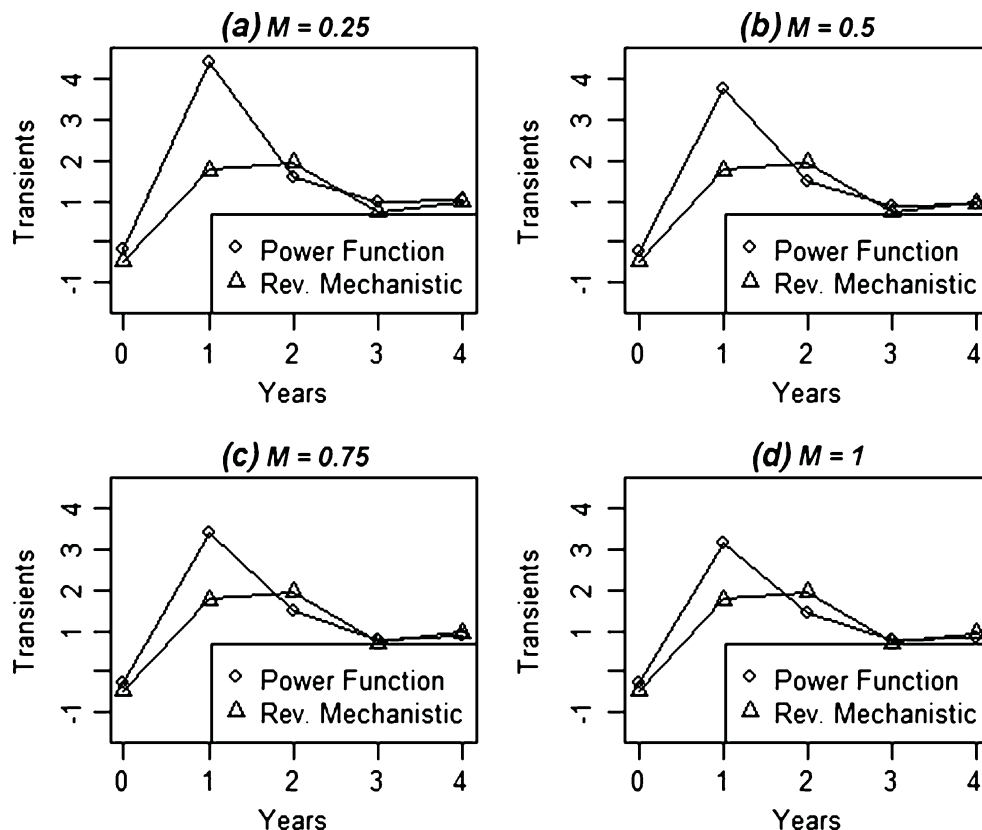 (a) M = 0.25
Transients
4
3
2
1
-1
Power Function
Rev. Mechanistic
0 1 2 3 4
Years
(b) M = 0.5
Transients
4
3
2
1
-1
Power Function
Rev. Mechanistic
0 1 2 3 4
Years
(c) M = 0.75
Transients
4
3
2
1
-1
Power Function
Rev. Mechanistic
0 1 2 3 4
Years
(d) M = 1
Transients
4
3
2
1
-1
Power Function
Rev. Mechanistic
0 1 2 3 4
Years